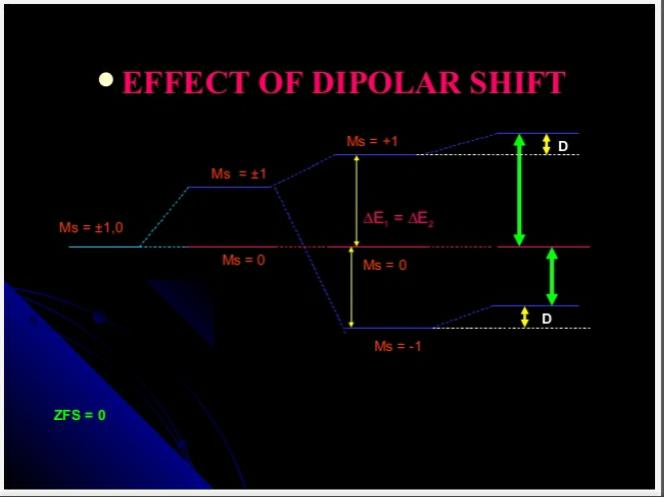 EFFECT OF DIPOLAR SHIFT
Ms = +1
D
Ms = ±1
Ms = ±1,0
ΔE₁ = ΔE₂
Ms = 0
Ms = 0
D
Ms = -1
ZFS = 0